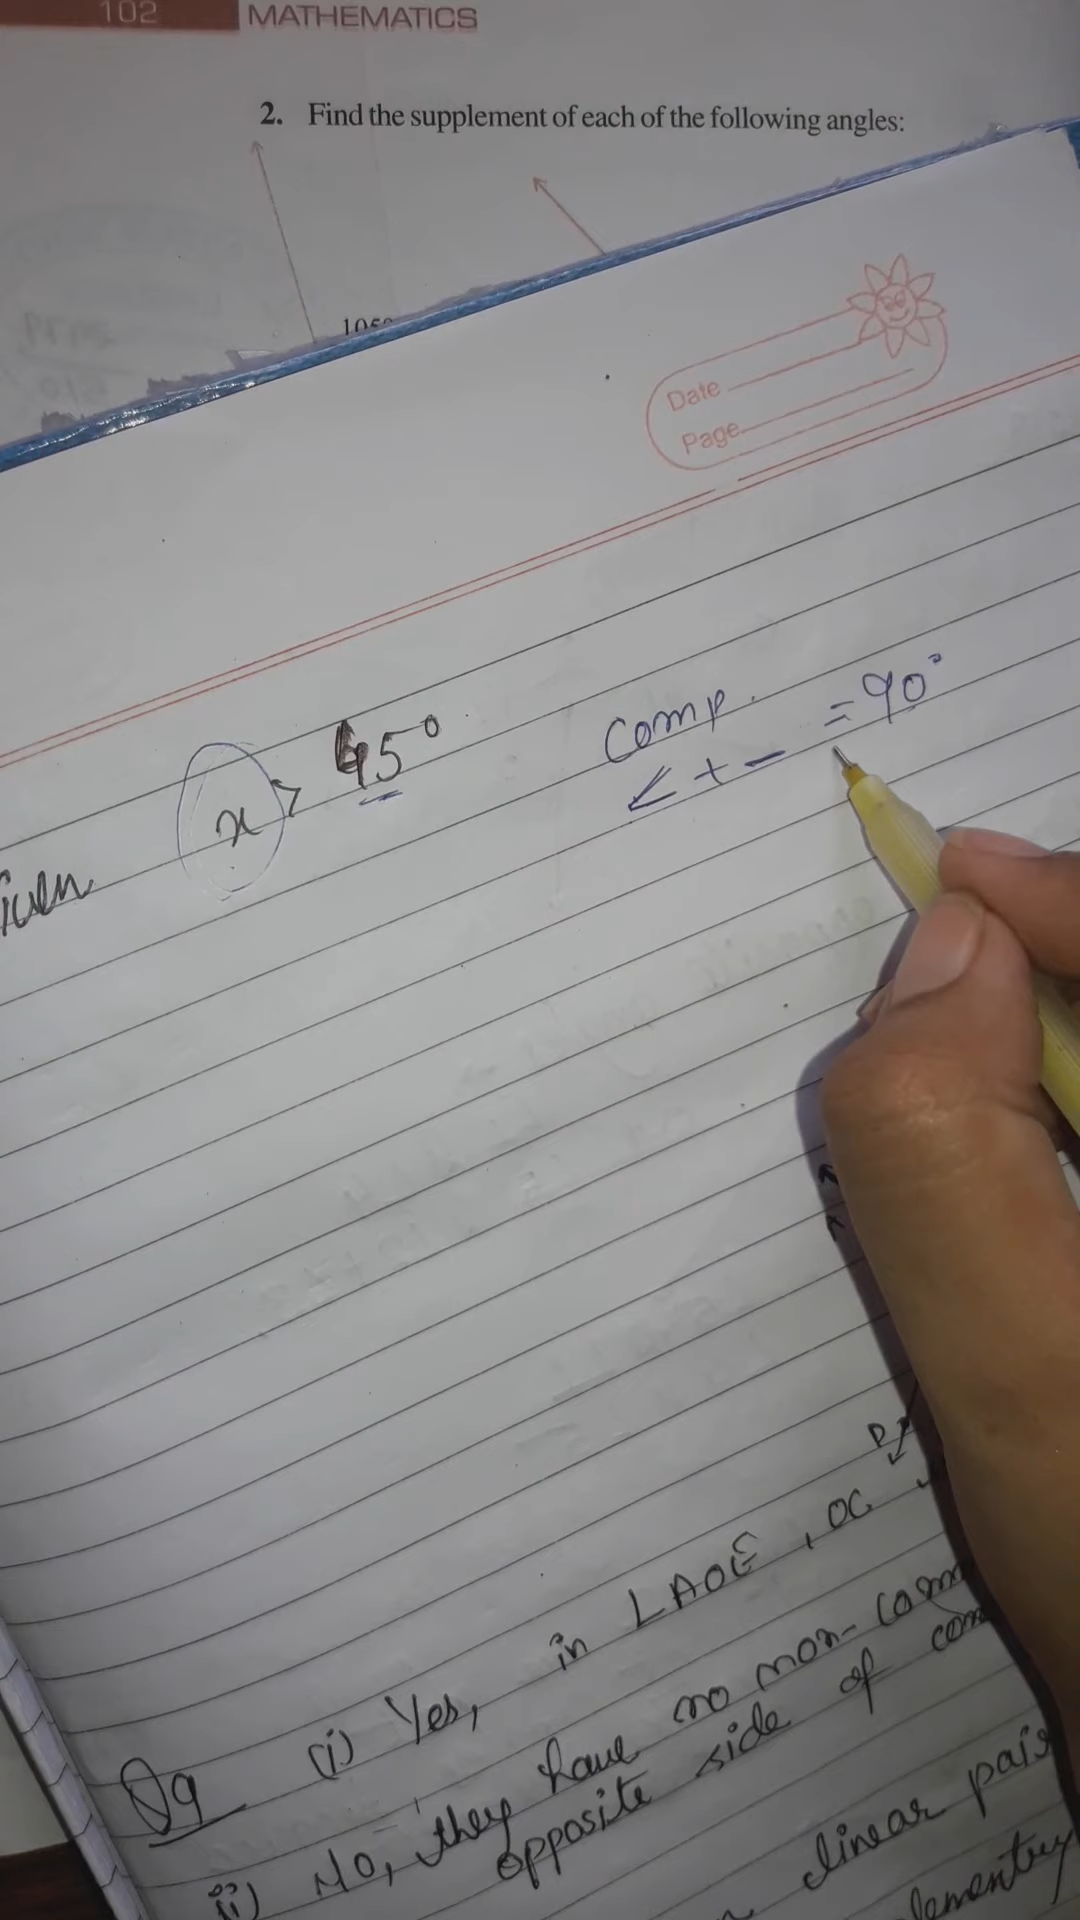 102 MATHEMATICS
2. Find the supplement of each of the following angles:
105°
Date
Page
x > 45°
Comp.
∠ + — = 90°
Q9 (i) Yes, in ∠AOE, OC
(ii) No, they have no non-com
opposite side of com
linear pair